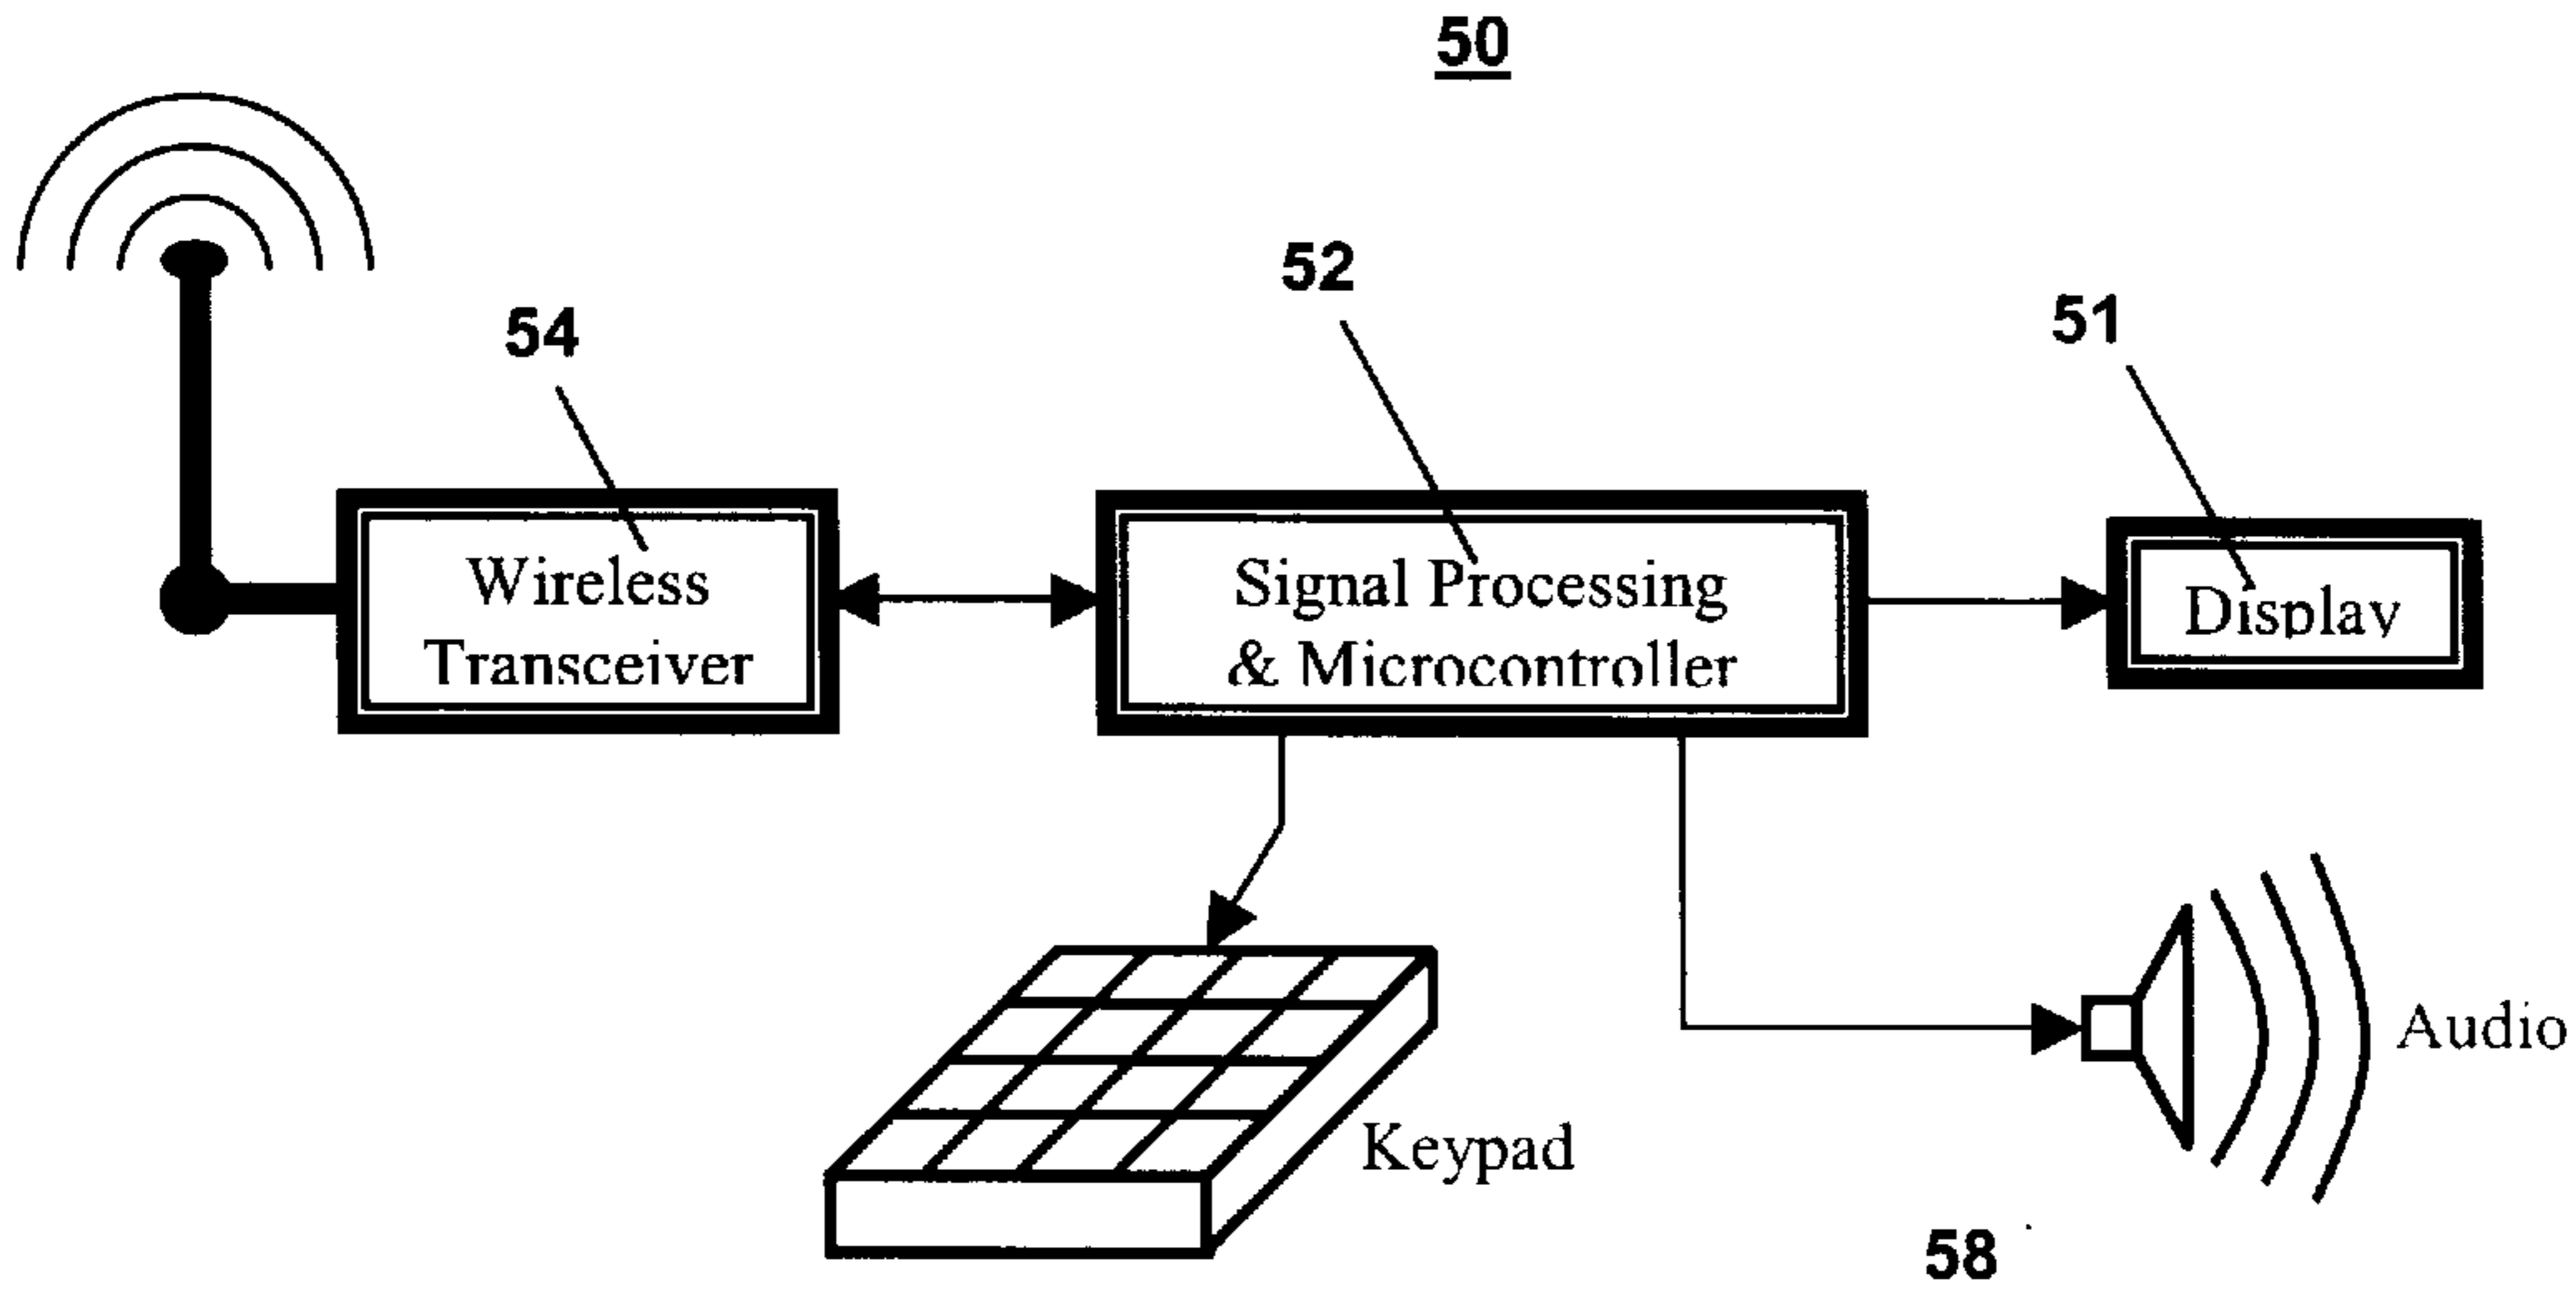 50
54
52
51
Wireless
Transceiver
Signal Processing
& Microcontroller
Display
Keypad
Audio
58